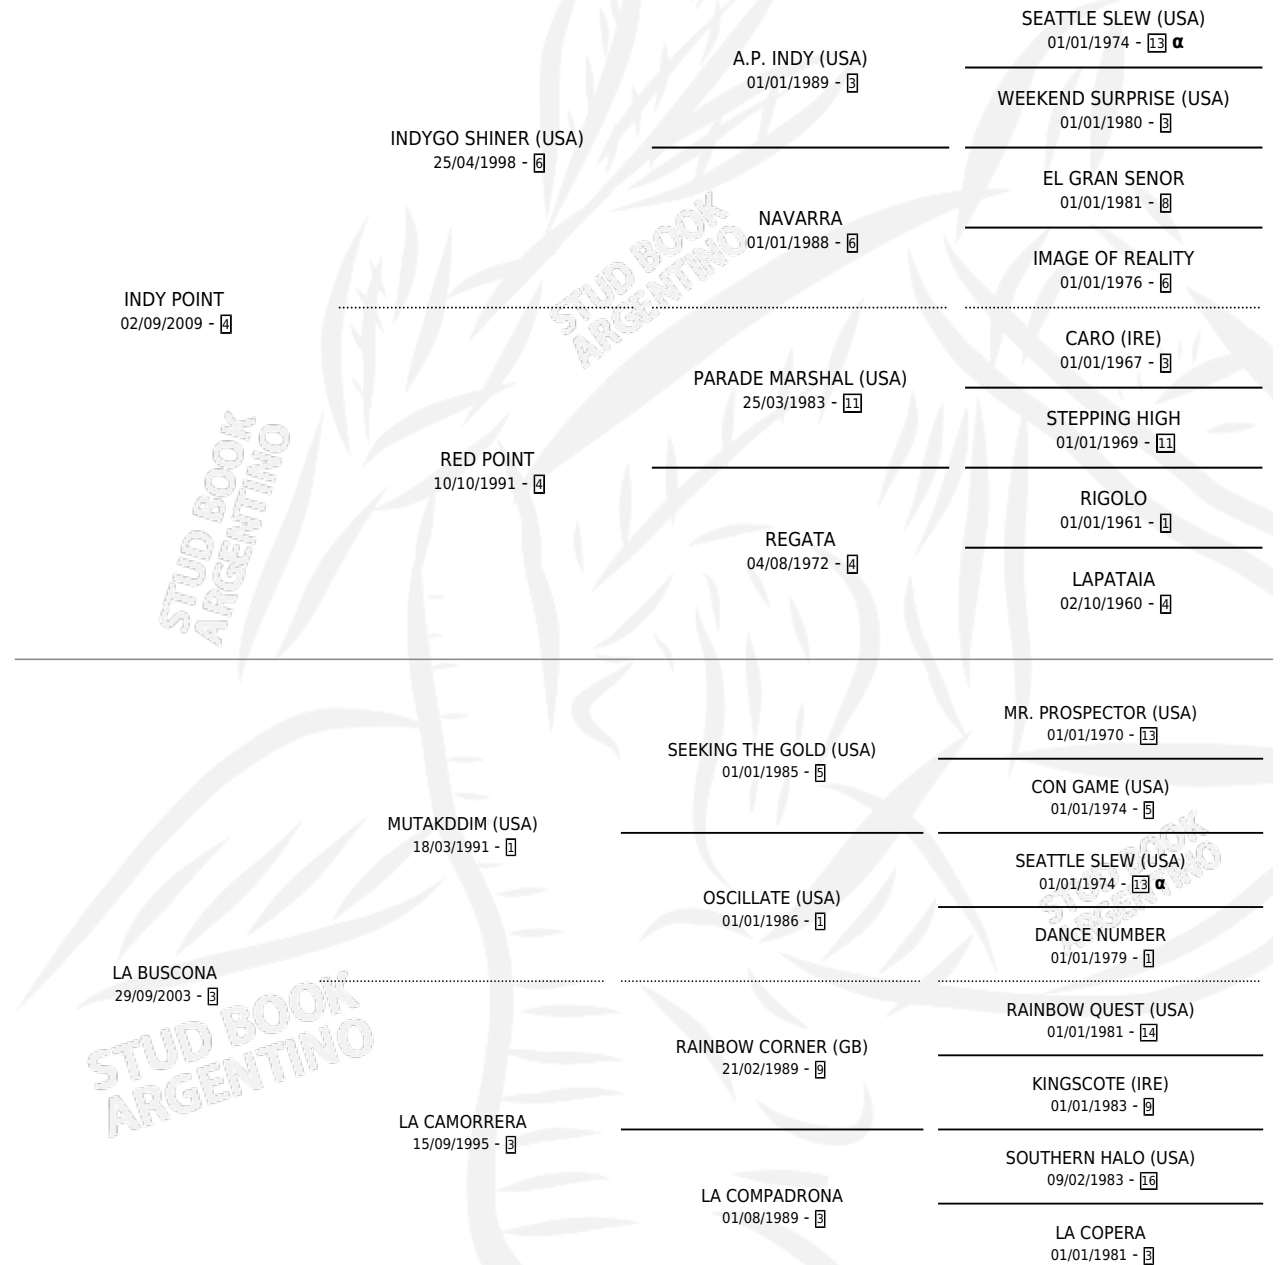 SEATTLE SLEW (USA)
01/01/1974 - 13 α
A.P. INDY (USA)
01/01/1989 - 3
WEEKEND SURPRISE (USA)
01/01/1980 - 3
INDYGO SHINER (USA)
25/04/1998 - 6
EL GRAN SENOR
01/01/1981 - 8
NAVARRA
01/01/1988 - 6
IMAGE OF REALITY
01/01/1976 - 6
STUD BOOK
ARGENTINO
INDY POINT
02/09/2009 - 4
CARO (IRE)
01/01/1967 - 3
PARADE MARSHAL (USA)
25/03/1983 - 11
STEPPING HIGH
01/01/1969 - 11
RED POINT
10/10/1991 - 4
RIGOLO
01/01/1961 - 1
REGATA
04/08/1972 - 4
LAPATAIA
02/10/1960 - 4
STUD BOOK
ARGENTINO
MR. PROSPECTOR (USA)
01/01/1970 - 13
SEEKING THE GOLD (USA)
01/01/1985 - 5
CON GAME (USA)
01/01/1974 - 5
MUTAKDDIM (USA)
18/03/1991 - 1
SEATTLE SLEW (USA)
01/01/1974 - 13 α
OSCILLATE (USA)
01/01/1986 - 1
DANCE NUMBER
01/01/1979 - 1
STUD BOOK
ARGENTINO
LA BUSCONA
29/09/2003 - 3
RAINBOW QUEST (USA)
01/01/1981 - 14
RAINBOW CORNER (GB)
21/02/1989 - 9
KINGSCOTE (IRE)
01/01/1983 - 9
LA CAMORRERA
15/09/1995 - 3
SOUTHERN HALO (USA)
09/02/1983 - 16
LA COMPADRONA
01/08/1989 - 3
LA COPERA
01/01/1981 - 3
STUD BOOK
ARGENTINO